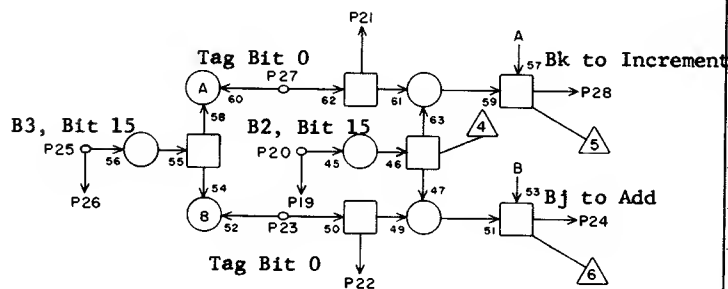 P21
A
Tag Bit 0
P27
57 Bk to Increment
A
60
62
61
59
P28
58
63
B3, Bit 15
B2, Bit 15
4
5
P25
56
55
P20
45
46
P26
54
P19
47
B
53 Bj to Add
B
52
P23
50
49
51
P24
Tag Bit 0
P22
6